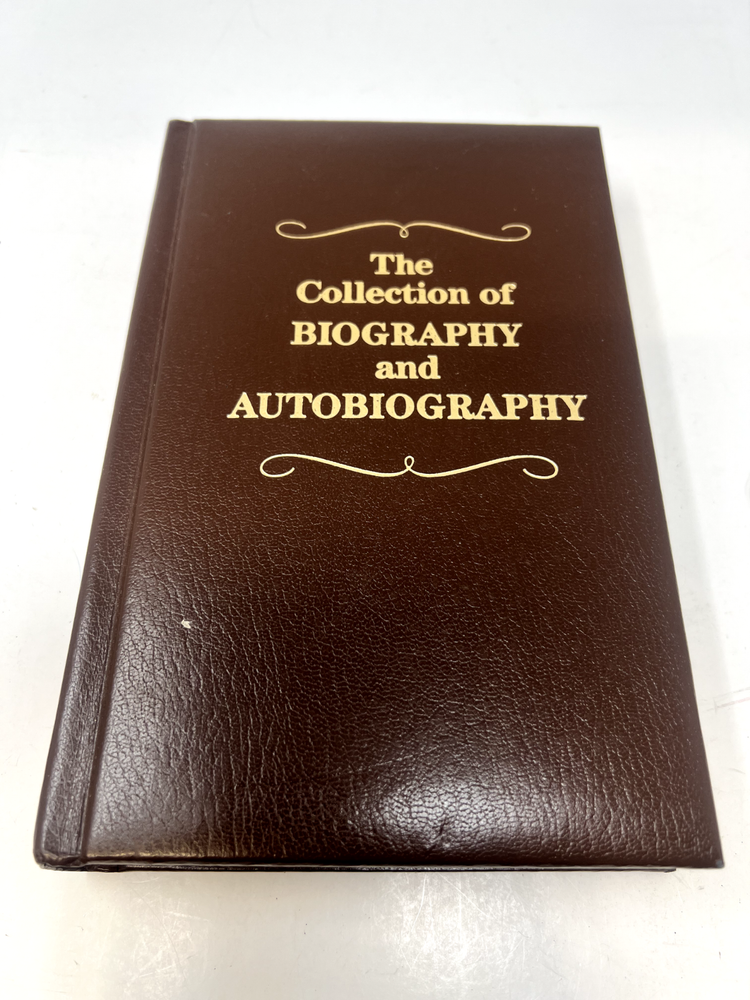 The
Collection of
BIOGRAPHY
and
AUTOBIOGRAPHY